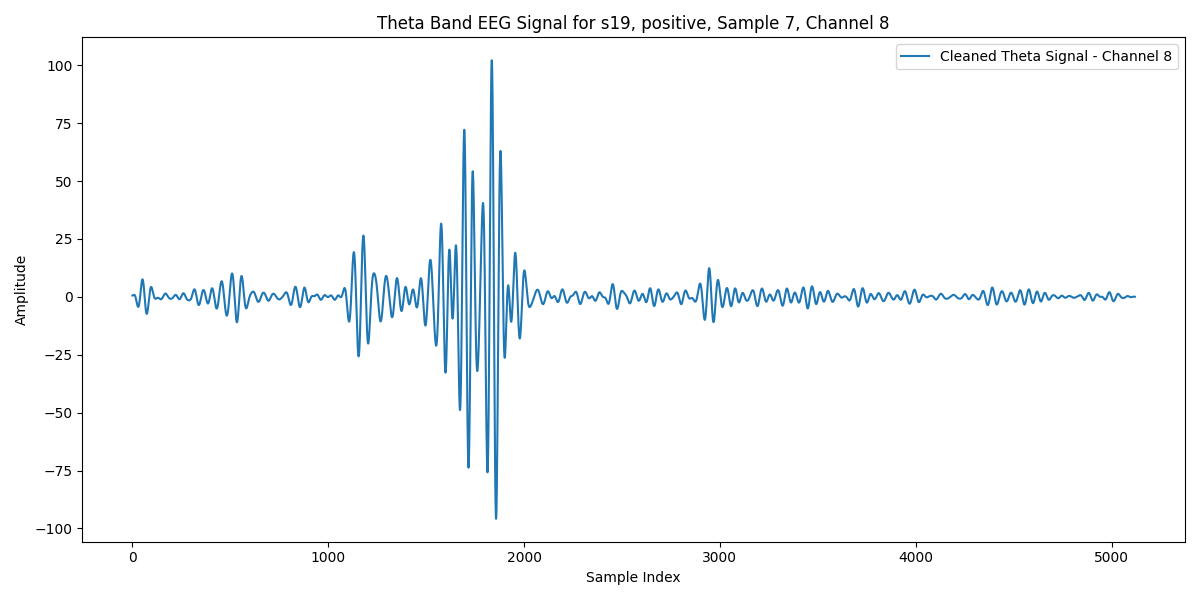 Theta Band EEG Signal for s19, positive, Sample 7, Channel 8
Cleaned Theta Signal - Channel 8
Amplitude
100
75
50
25
0
−25
−50
−75
−100
0 1000 2000 3000 4000 5000
Sample Index